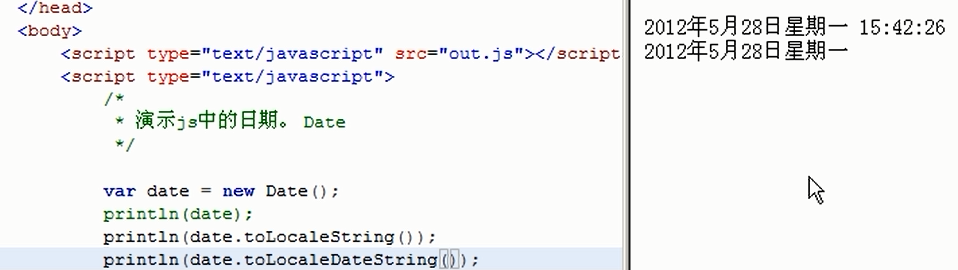 </head>
<body>
<script type="text/javascript" src="out.js"></script
<script type="text/javascript">
/*
* 演示js中的日期。 Date
*/
var date = new Date();
println(date);
println(date.toLocaleString());
println(date.toLocaleDateString());
2012年5月28日星期一 15:42:26
2012年5月28日星期一